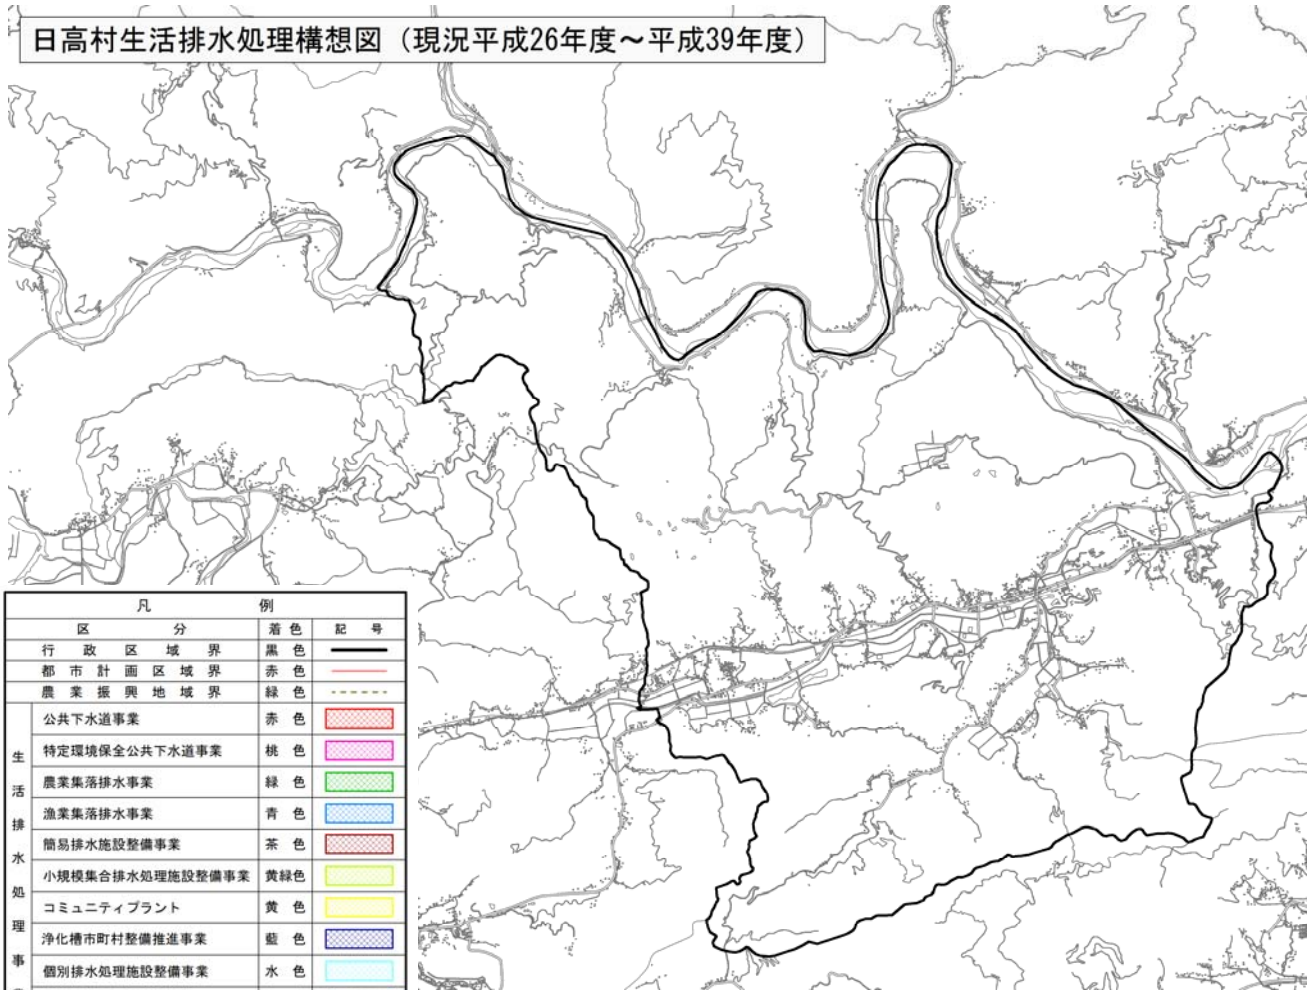 日高村生活排水処理構想図（現況平成26年度～平成39年度）
凡 例
区 分 着色 記号
行政区域界 黒色
都市計画区域界 赤色
農業振興地域界 緑色
生活排水処理事
公共下水道事業 赤色
特定環境保全公共下水道事業 桃色
農業集落排水事業 緑色
漁業集落排水事業 青色
簡易排水施設整備事業 茶色
小規模集合排水処理施設整備事業 黄緑色
コミュニティプラント 黄色
浄化槽市町村整備推進事業 藍色
個別排水処理施設整備事業 水色